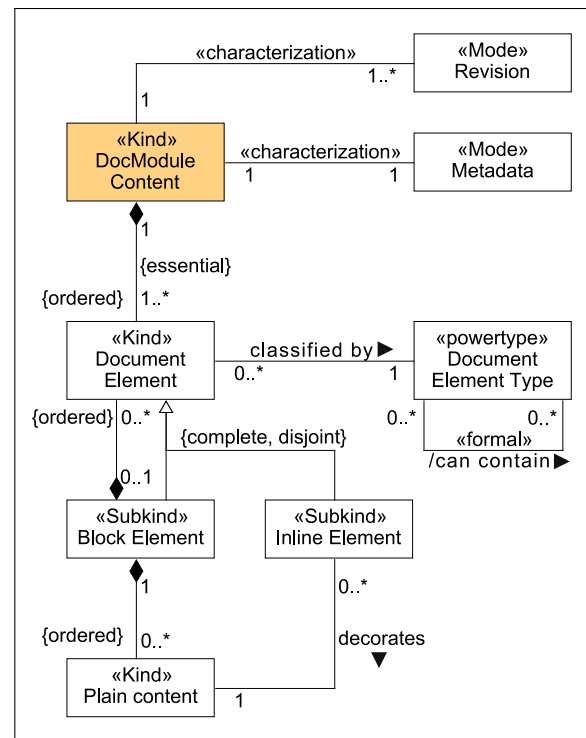 «characterization»
«Mode»
Revision
1..*
1
«Kind»
DocModule
Content
«characterization»
1
1
«Mode»
Metadata
1
{essential}
{ordered}
1..*
«Kind»
Document
Element
classified by ►
0..*
1
«powertype»
Document
Element Type
{ordered}
0..*
0..*
0..*
{complete, disjoint}
«formal»
/can contain ►
0..1
«Subkind»
Block Element
«Subkind»
Inline Element
1
0..*
{ordered}
0..*
decorates
▼
«Kind»
Plain content
1